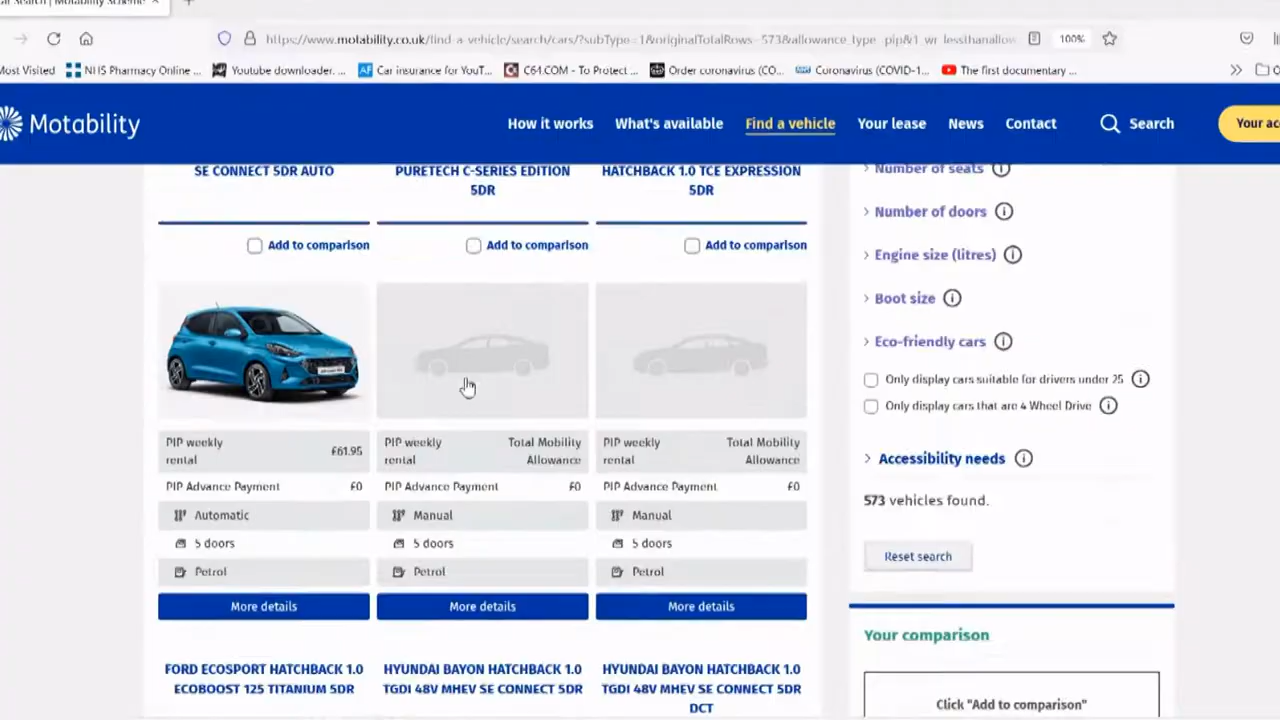 https://www.motability.co.uk/find-a-vehicle/search/cars/?subType=1&originalTotalRows=573&allowance_type=pip&1_wr_lessthanallow
100%
Most Visited
NHS Pharmacy Online ...
Youtube downloader. ...
Car insurance for YouT...
C64.COM - To Protect ...
Order coronavirus (CO...
Coronavirus (COVID-1...
The first documentary ...
Motability
How it works
What's available
Find a vehicle
Your lease
News
Contact
Search
Your
SE CONNECT 5DR AUTO
PURETECH C-SERIES EDITION
5DR
HATCHBACK 1.0 TCE EXPRESSION
5DR
Add to comparison
Add to comparison
Add to comparison
PIP weekly
rental
£61.95
PIP Advance Payment £0
Automatic
5 doors
Petrol
More details
PIP weekly
rental
Total Mobility
Allowance
PIP Advance Payment £0
Manual
5 doors
Petrol
More details
PIP weekly
rental
Total Mobility
Allowance
PIP Advance Payment £0
Manual
5 doors
Petrol
More details
FORD ECOSPORT HATCHBACK 1.0
ECOBOOST 125 TITANIUM 5DR
HYUNDAI BAYON HATCHBACK 1.0
TGDI 48V MHEV SE CONNECT 5DR
HYUNDAI BAYON HATCHBACK 1.0
TGDI 48V MHEV SE CONNECT 5DR
DCT
Number of seats
Number of doors
Engine size (litres)
Boot size
Eco-friendly cars
Only display cars suitable for drivers under 25
Only display cars that are 4 Wheel Drive
Accessibility needs
573 vehicles found.
Reset search
Your comparison
Click "Add to comparison"